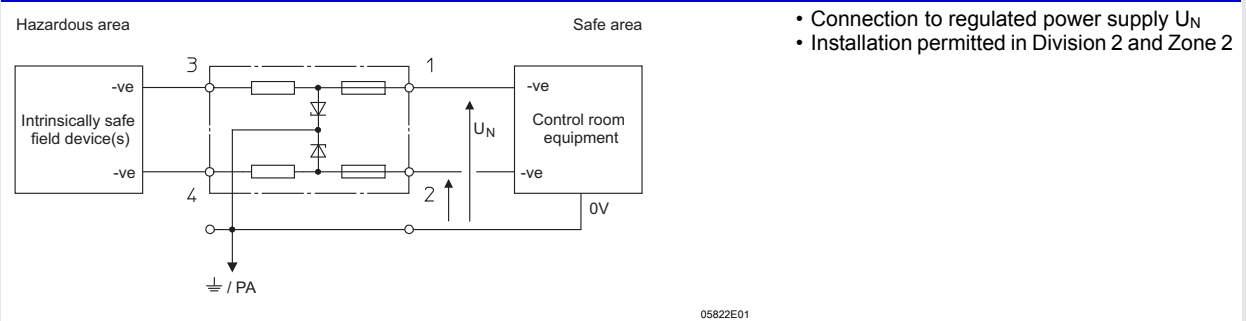 Hazardous area
Safe area
• Connection to regulated power supply UN
• Installation permitted in Division 2 and Zone 2
3
1
-ve
-ve
Intrinsically safe
field device(s)
UN
Control room
equipment
-ve
-ve
4
2
0V
/ PA
05822E01